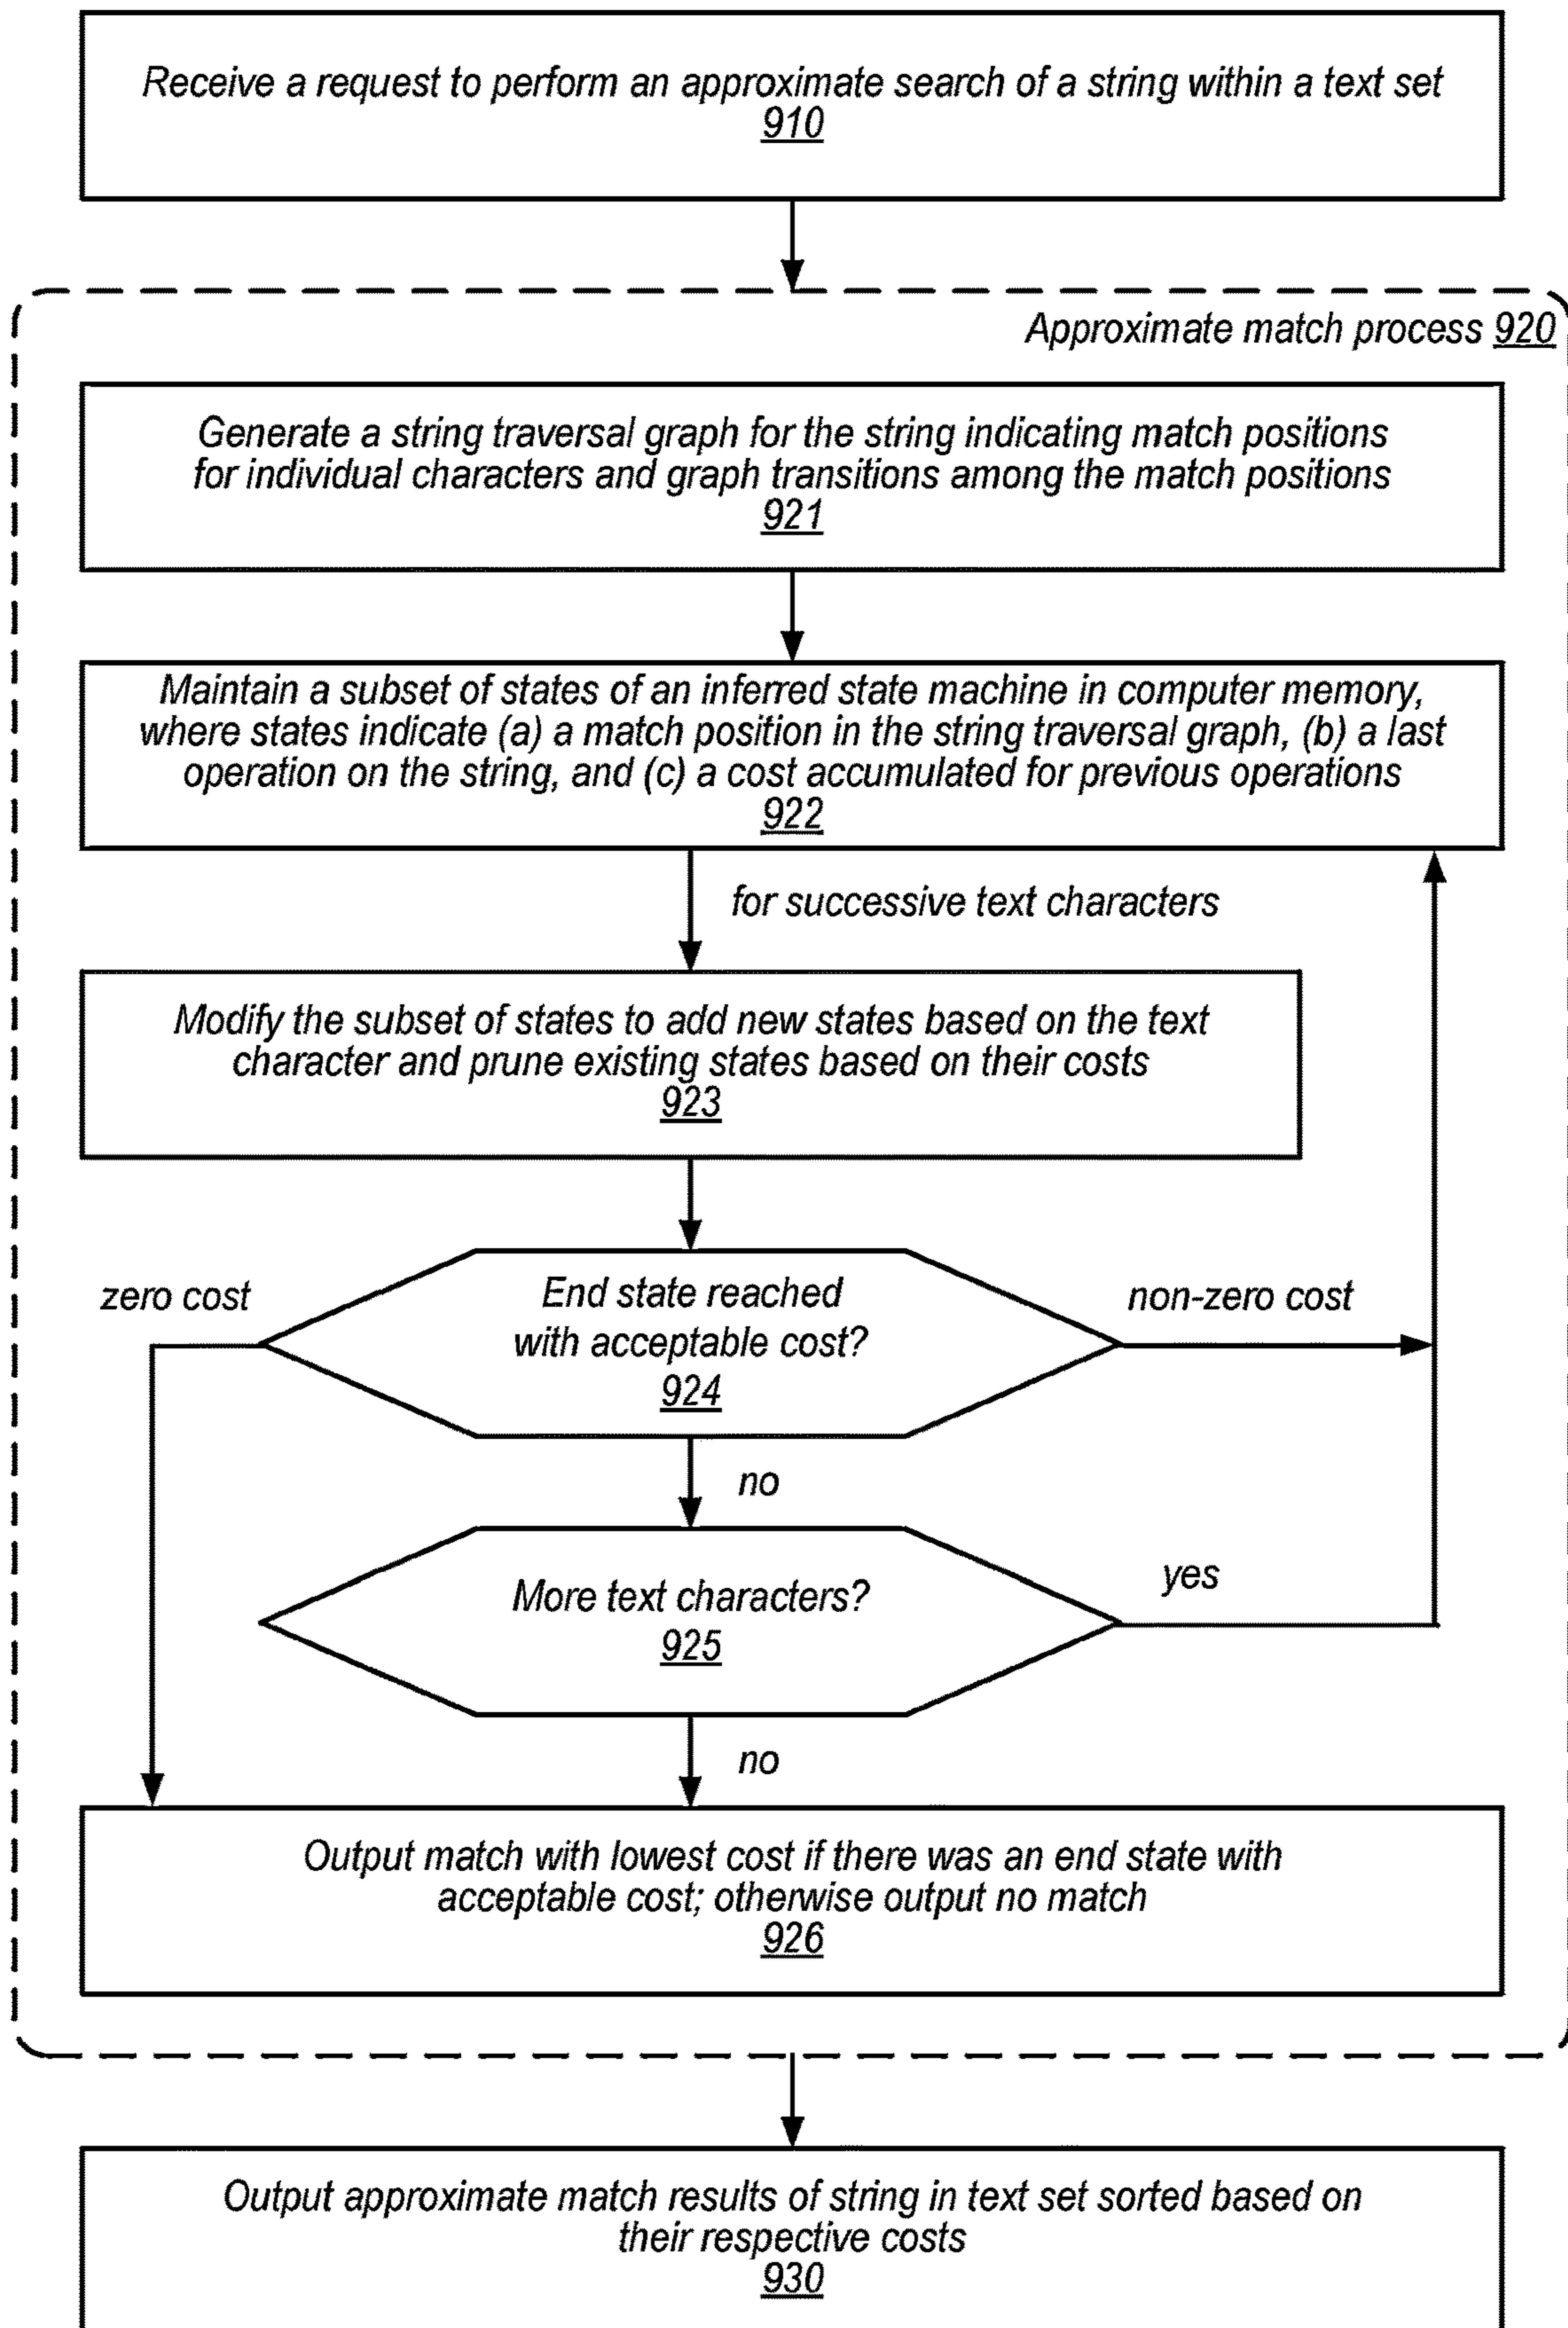 Receive a request to perform an approximate search of a string within a text set
910
Approximate match process 920
Generate a string traversal graph for the string indicating match positions
for individual characters and graph transitions among the match positions
921
Maintain a subset of states of an inferred state machine in computer memory,
where states indicate (a) a match position in the string traversal graph, (b) a last
operation on the string, and (c) a cost accumulated for previous operations
922
for successive text characters
Modify the subset of states to add new states based on the text
character and prune existing states based on their costs
923
zero cost
End state reached
with acceptable cost?
924
non-zero cost
no
More text characters?
925
yes
no
Output match with lowest cost if there was an end state with
acceptable cost; otherwise output no match
926
Output approximate match results of string in text set sorted based on
their respective costs
930